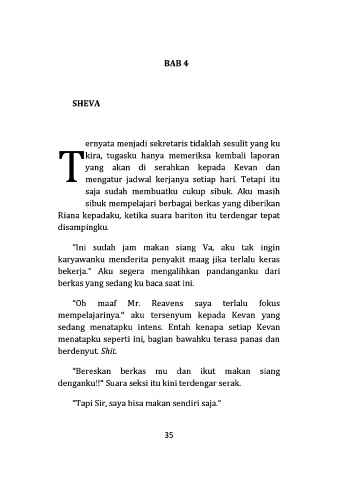 BAB 4
SHEVA
Ternyata menjadi sekretaris tidaklah sesulit yang ku
kira, tugasku hanya memeriksa kembali laporan
yang akan di serahkan kepada Kevan dan
mengatur jadwal kerjanya setiap hari. Tetapi itu
saja sudah membuatku cukup sibuk. Aku masih
sibuk mempelajari berbagai berkas yang diberikan
Riana kepadaku, ketika suara bariton itu terdengar tepat
disampingku.
"Ini sudah jam makan siang Va, aku tak ingin
karyawanku menderita penyakit maag jika terlalu keras
bekerja." Aku segera mengalihkan pandanganku dari
berkas yang sedang ku baca saat ini.
"Oh maaf Mr. Reavens saya terlalu fokus
mempelajarinya." aku tersenyum kepada Kevan yang
sedang menatapku intens. Entah kenapa setiap Kevan
menatapku seperti ini, bagian bawahku terasa panas dan
berdenyut. Shit.
"Bereskan berkas mu dan ikut makan siang
denganku!!" Suara seksi itu kini terdengar serak.
"Tapi Sir, saya bisa makan sendiri saja."
35